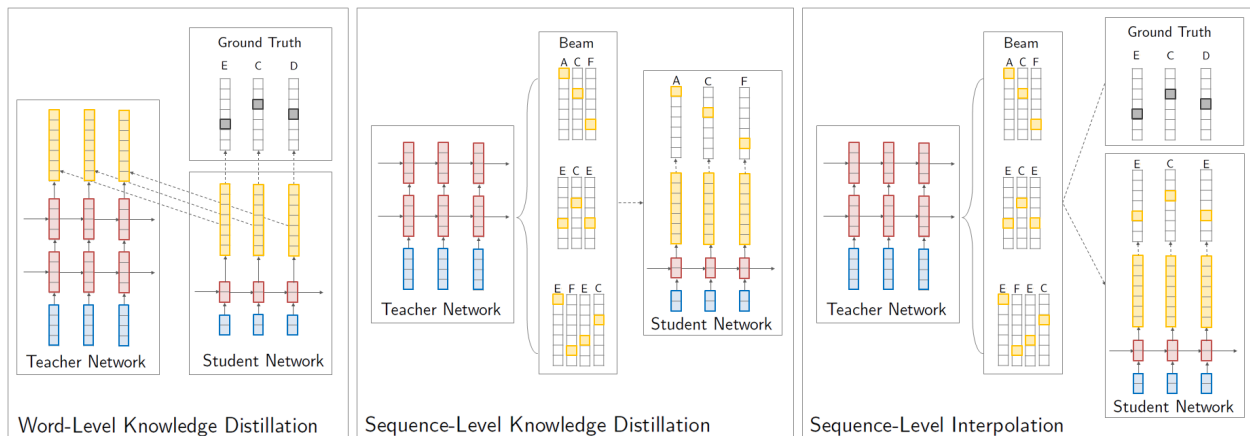 Ground Truth
E C D
Teacher Network
Student Network
Word-Level Knowledge Distillation
Beam
A C F
E C E
E F E C
Teacher Network
A C F
Student Network
Sequence-Level Knowledge Distillation
Beam
A C F
E C E
E F E C
Teacher Network
Ground Truth
E C D
E C E
Student Network
Sequence-Level Interpolation